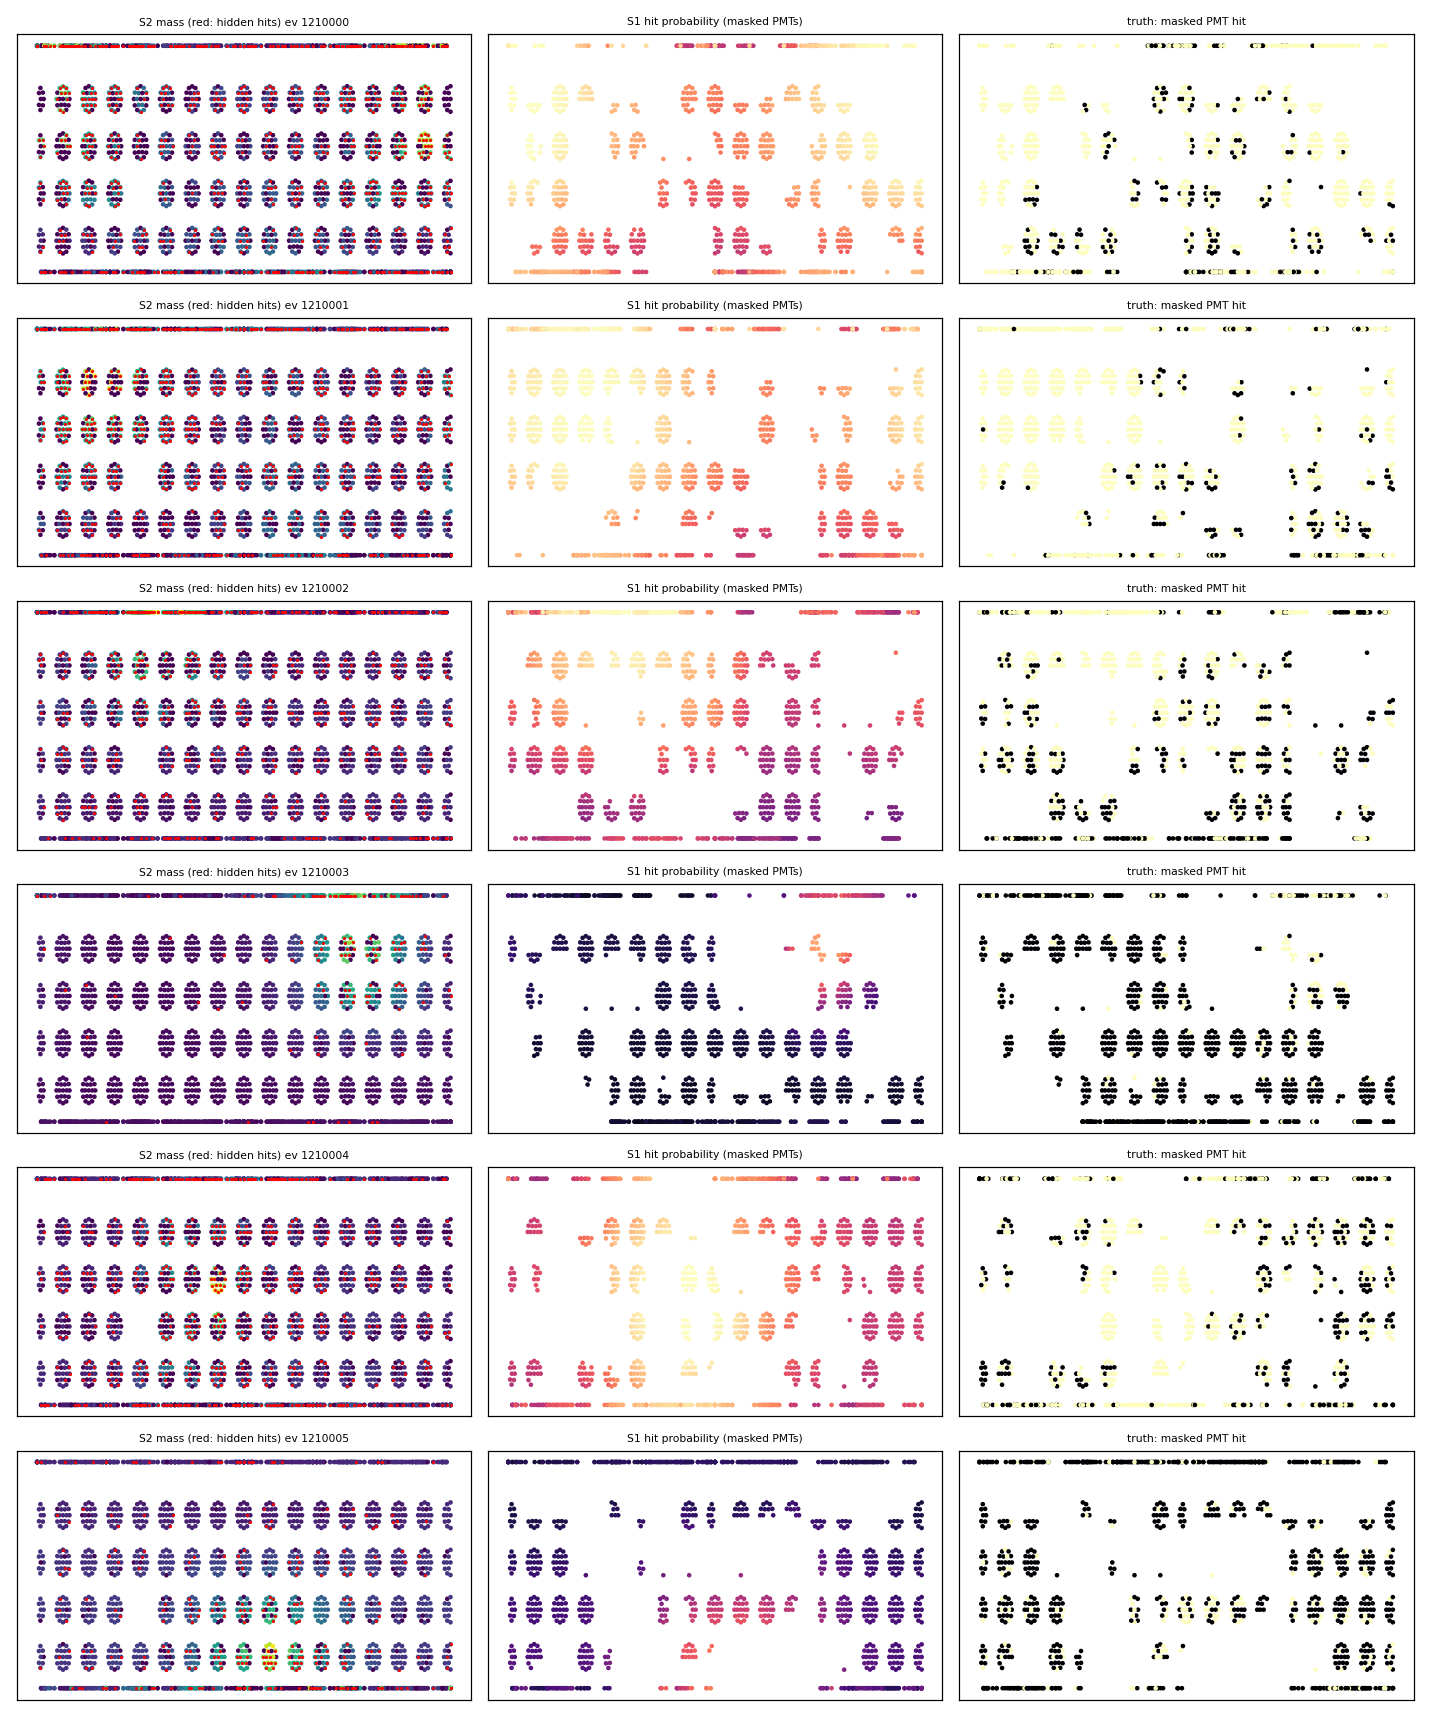 S2 mass (red: hidden hits) ev 1210000
S1 hit probability (masked PMTs)
truth: masked PMT hit
S2 mass (red: hidden hits) ev 1210001
S1 hit probability (masked PMTs)
truth: masked PMT hit
S2 mass (red: hidden hits) ev 1210002
S1 hit probability (masked PMTs)
truth: masked PMT hit
S2 mass (red: hidden hits) ev 1210003
S1 hit probability (masked PMTs)
truth: masked PMT hit
S2 mass (red: hidden hits) ev 1210004
S1 hit probability (masked PMTs)
truth: masked PMT hit
S2 mass (red: hidden hits) ev 1210005
S1 hit probability (masked PMTs)
truth: masked PMT hit